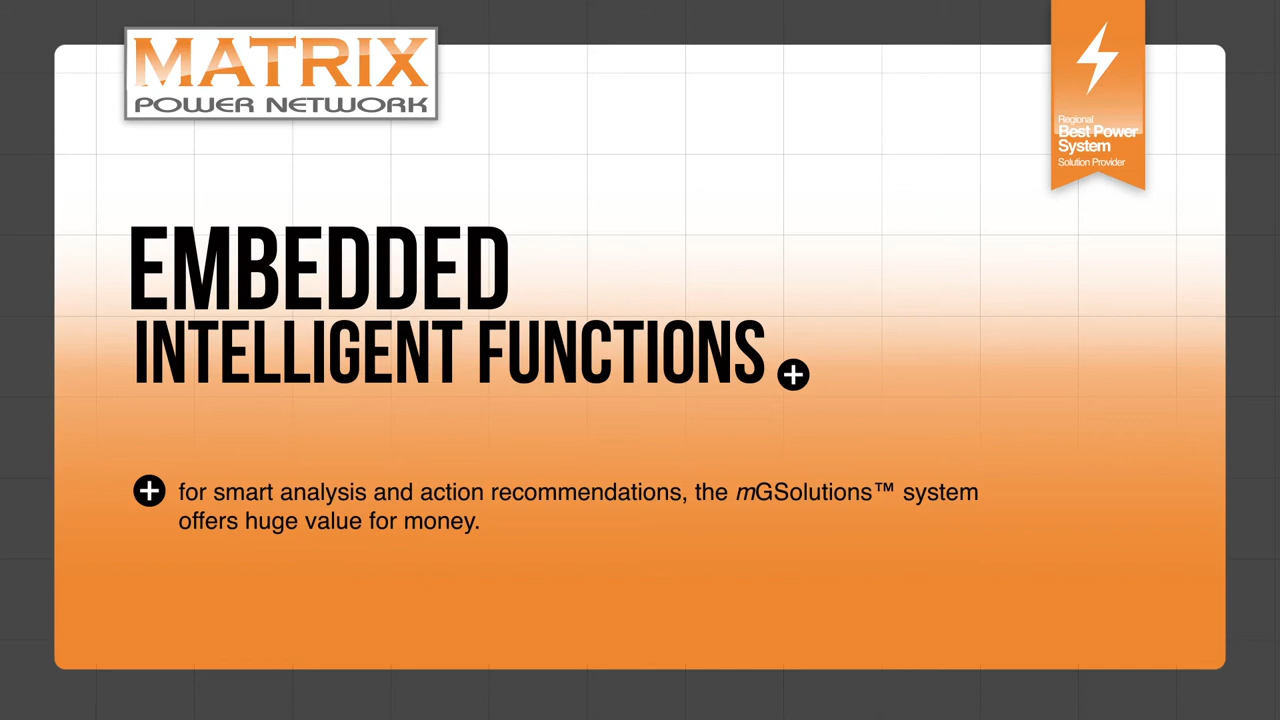 MATRIX
POWER NETWORK
Regional
Best Power
System
Solution Provider
EMBEDDED
INTELLIGENT FUNCTIONS
for smart analysis and action recommendations, the mGSolutions™ system
offers huge value for money.